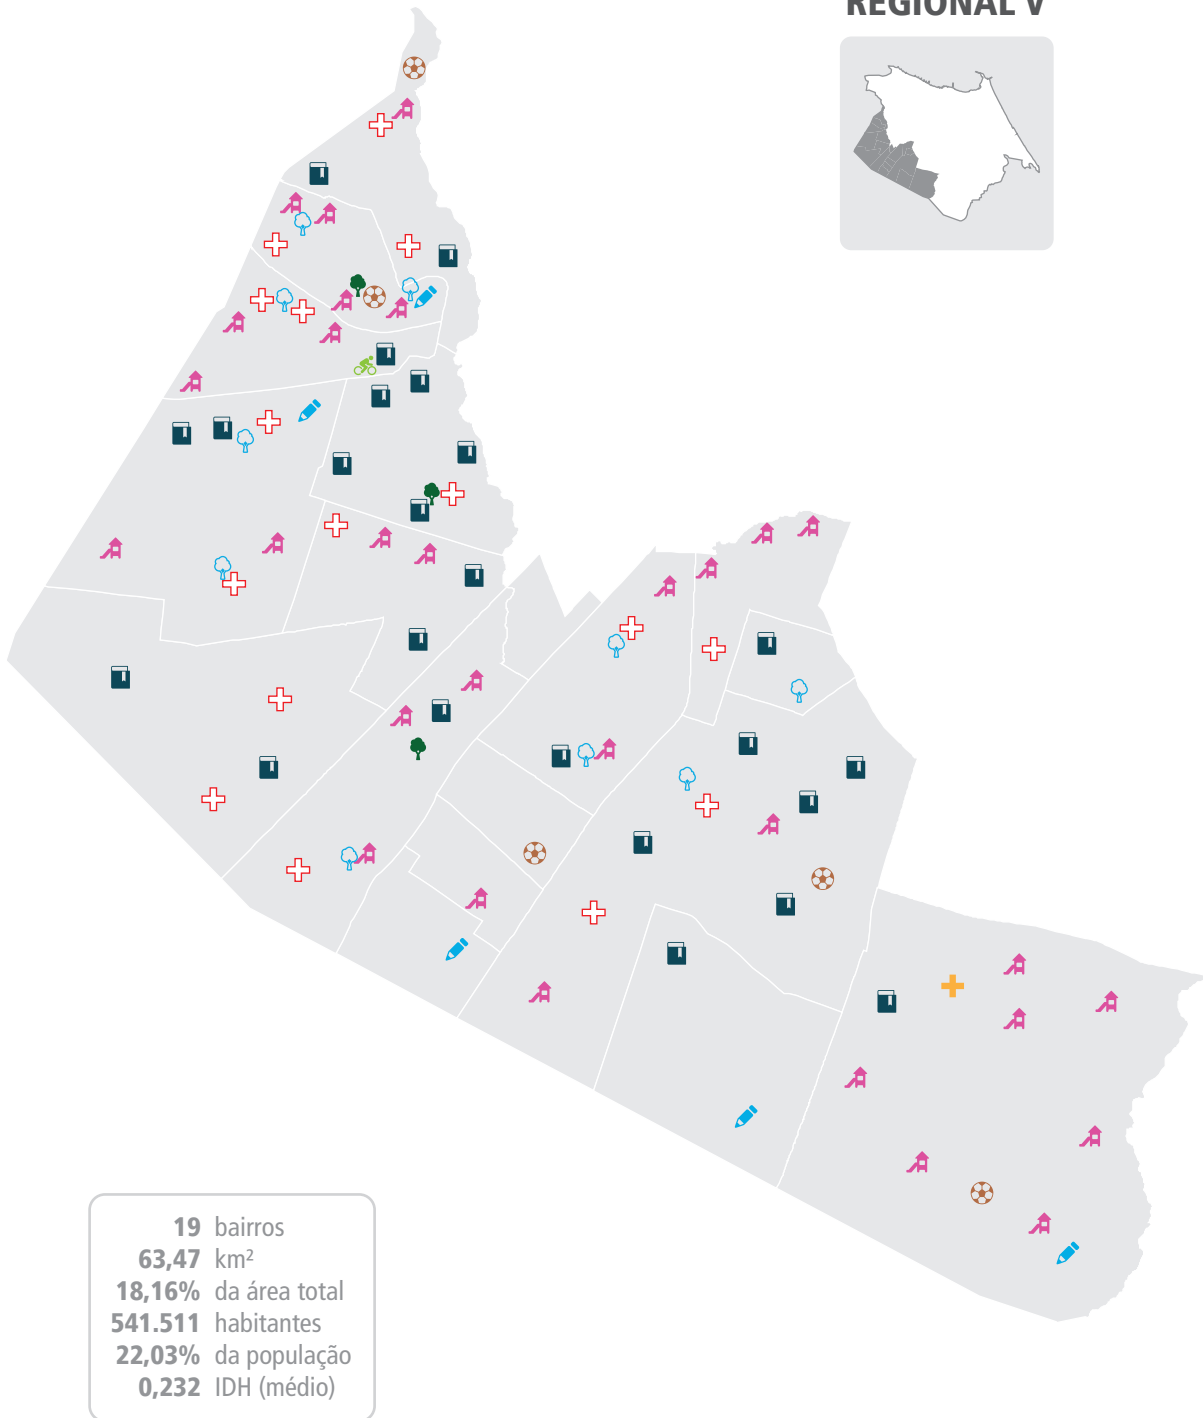 REGIONAL V
19 bairros
63,47 km²
18,16% da área total
541.511 habitantes
22,03% da população
0,232 IDH (médio)